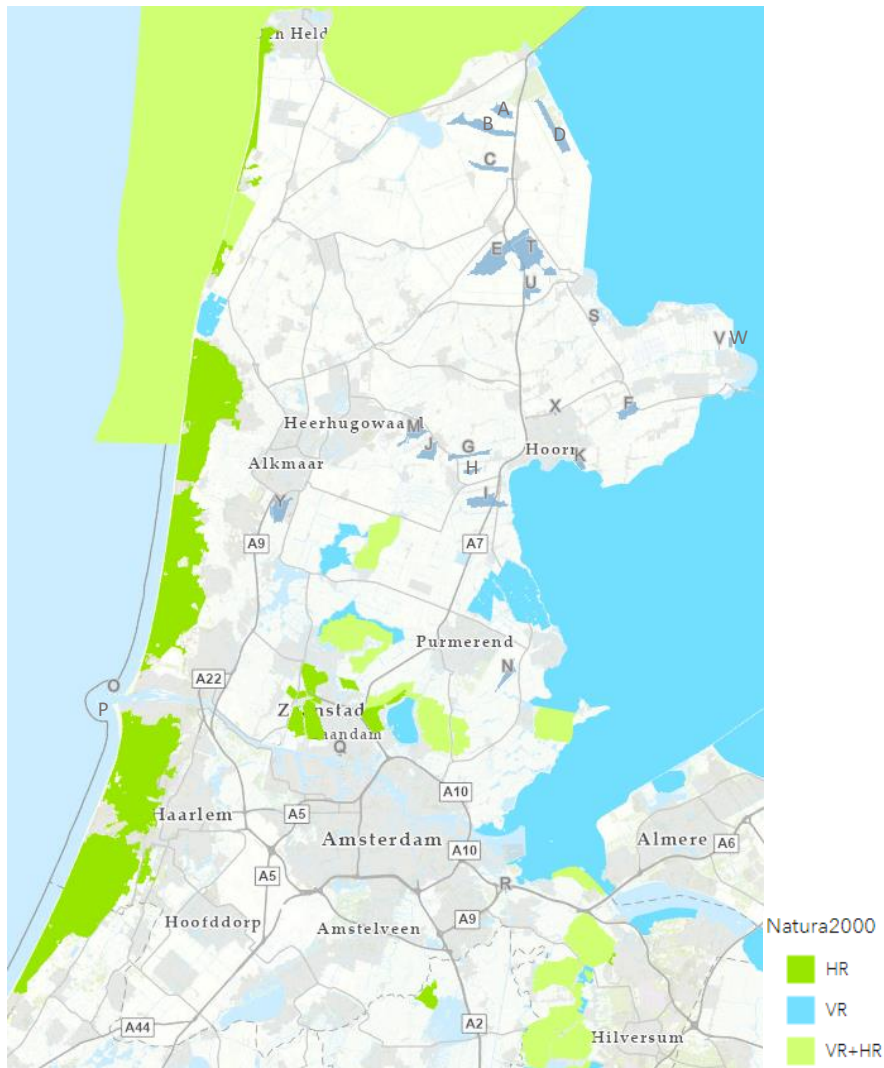 en Held
A
B
D
C
E
T
U
S
V
W
F
X
Heerhugowaard
M
J
G
H
Hoorn
K
Alkmaar
I
Y
A9
A7
Purmerend
N
A22
O
P
Zaanstad
Zaandam
Q
A10
Haarlem
A5
Amsterdam
A10
Almere
A6
A5
R
A9
Hoofddorp
Amstelveen
A44
A2
Hilversum
Natura2000
HR
VR
VR+HR